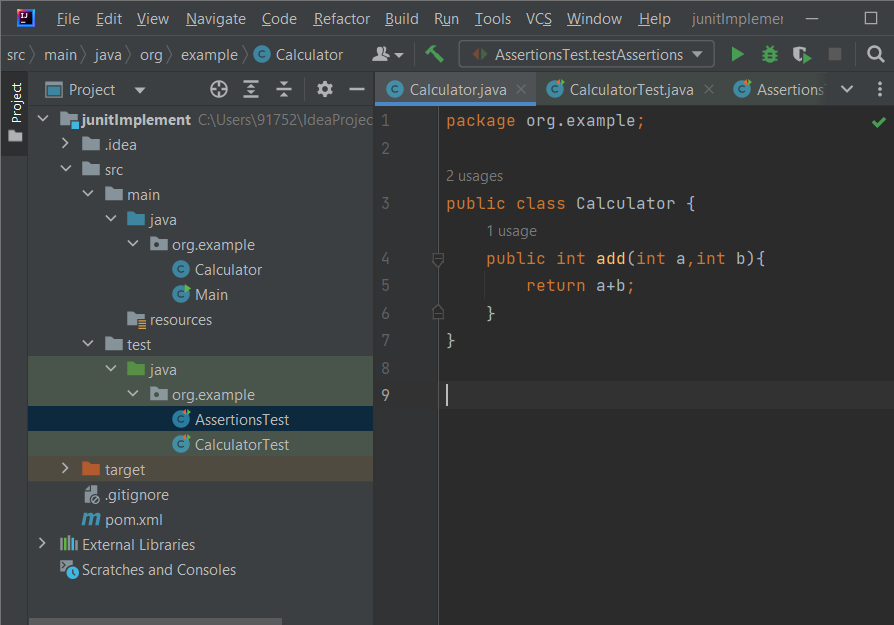 File Edit View Navigate Code Refactor Build Run Tools VCS Window Help junitImplemer
src main java org example Calculator AssertionsTest.testAssertions
Project
Project
Calculator.java CalculatorTest.java Assertions
junitImplement C:\Users\91752\IdeaProjec
.idea
src
main
java
org.example
Calculator
Main
resources
test
java
org.example
AssertionsTest
CalculatorTest
target
.gitignore
pom.xml
External Libraries
Scratches and Consoles
1 package org.example;
2
2 usages
3 public class Calculator {
1 usage
4 public int add(int a,int b){
5 return a+b;
6 }
7 }
8
9